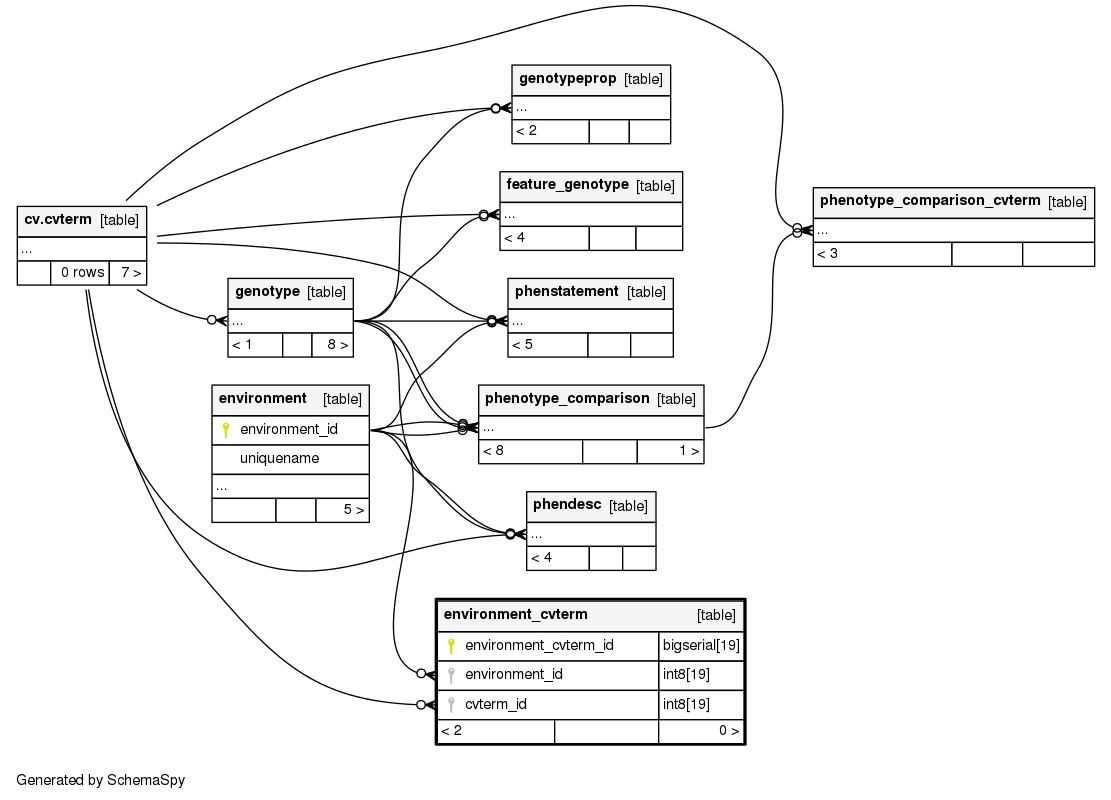 genotypeprop [table]
...
< 2
feature_genotype [table]
...
< 4
phenotype_comparison_cvterm [table]
...
< 3
cv.cvterm [table]
...
0 rows 7 >
genotype [table]
...
< 1 8 >
phenstatement [table]
...
< 5
environment [table]
environment_id
uniquename
...
5 >
phenotype_comparison [table]
...
< 8 1 >
phendesc [table]
...
< 4
environment_cvterm [table]
environment_cvterm_id bigserial[19]
environment_id int8[19]
cvterm_id int8[19]
< 2 0 >
Generated by SchemaSpy